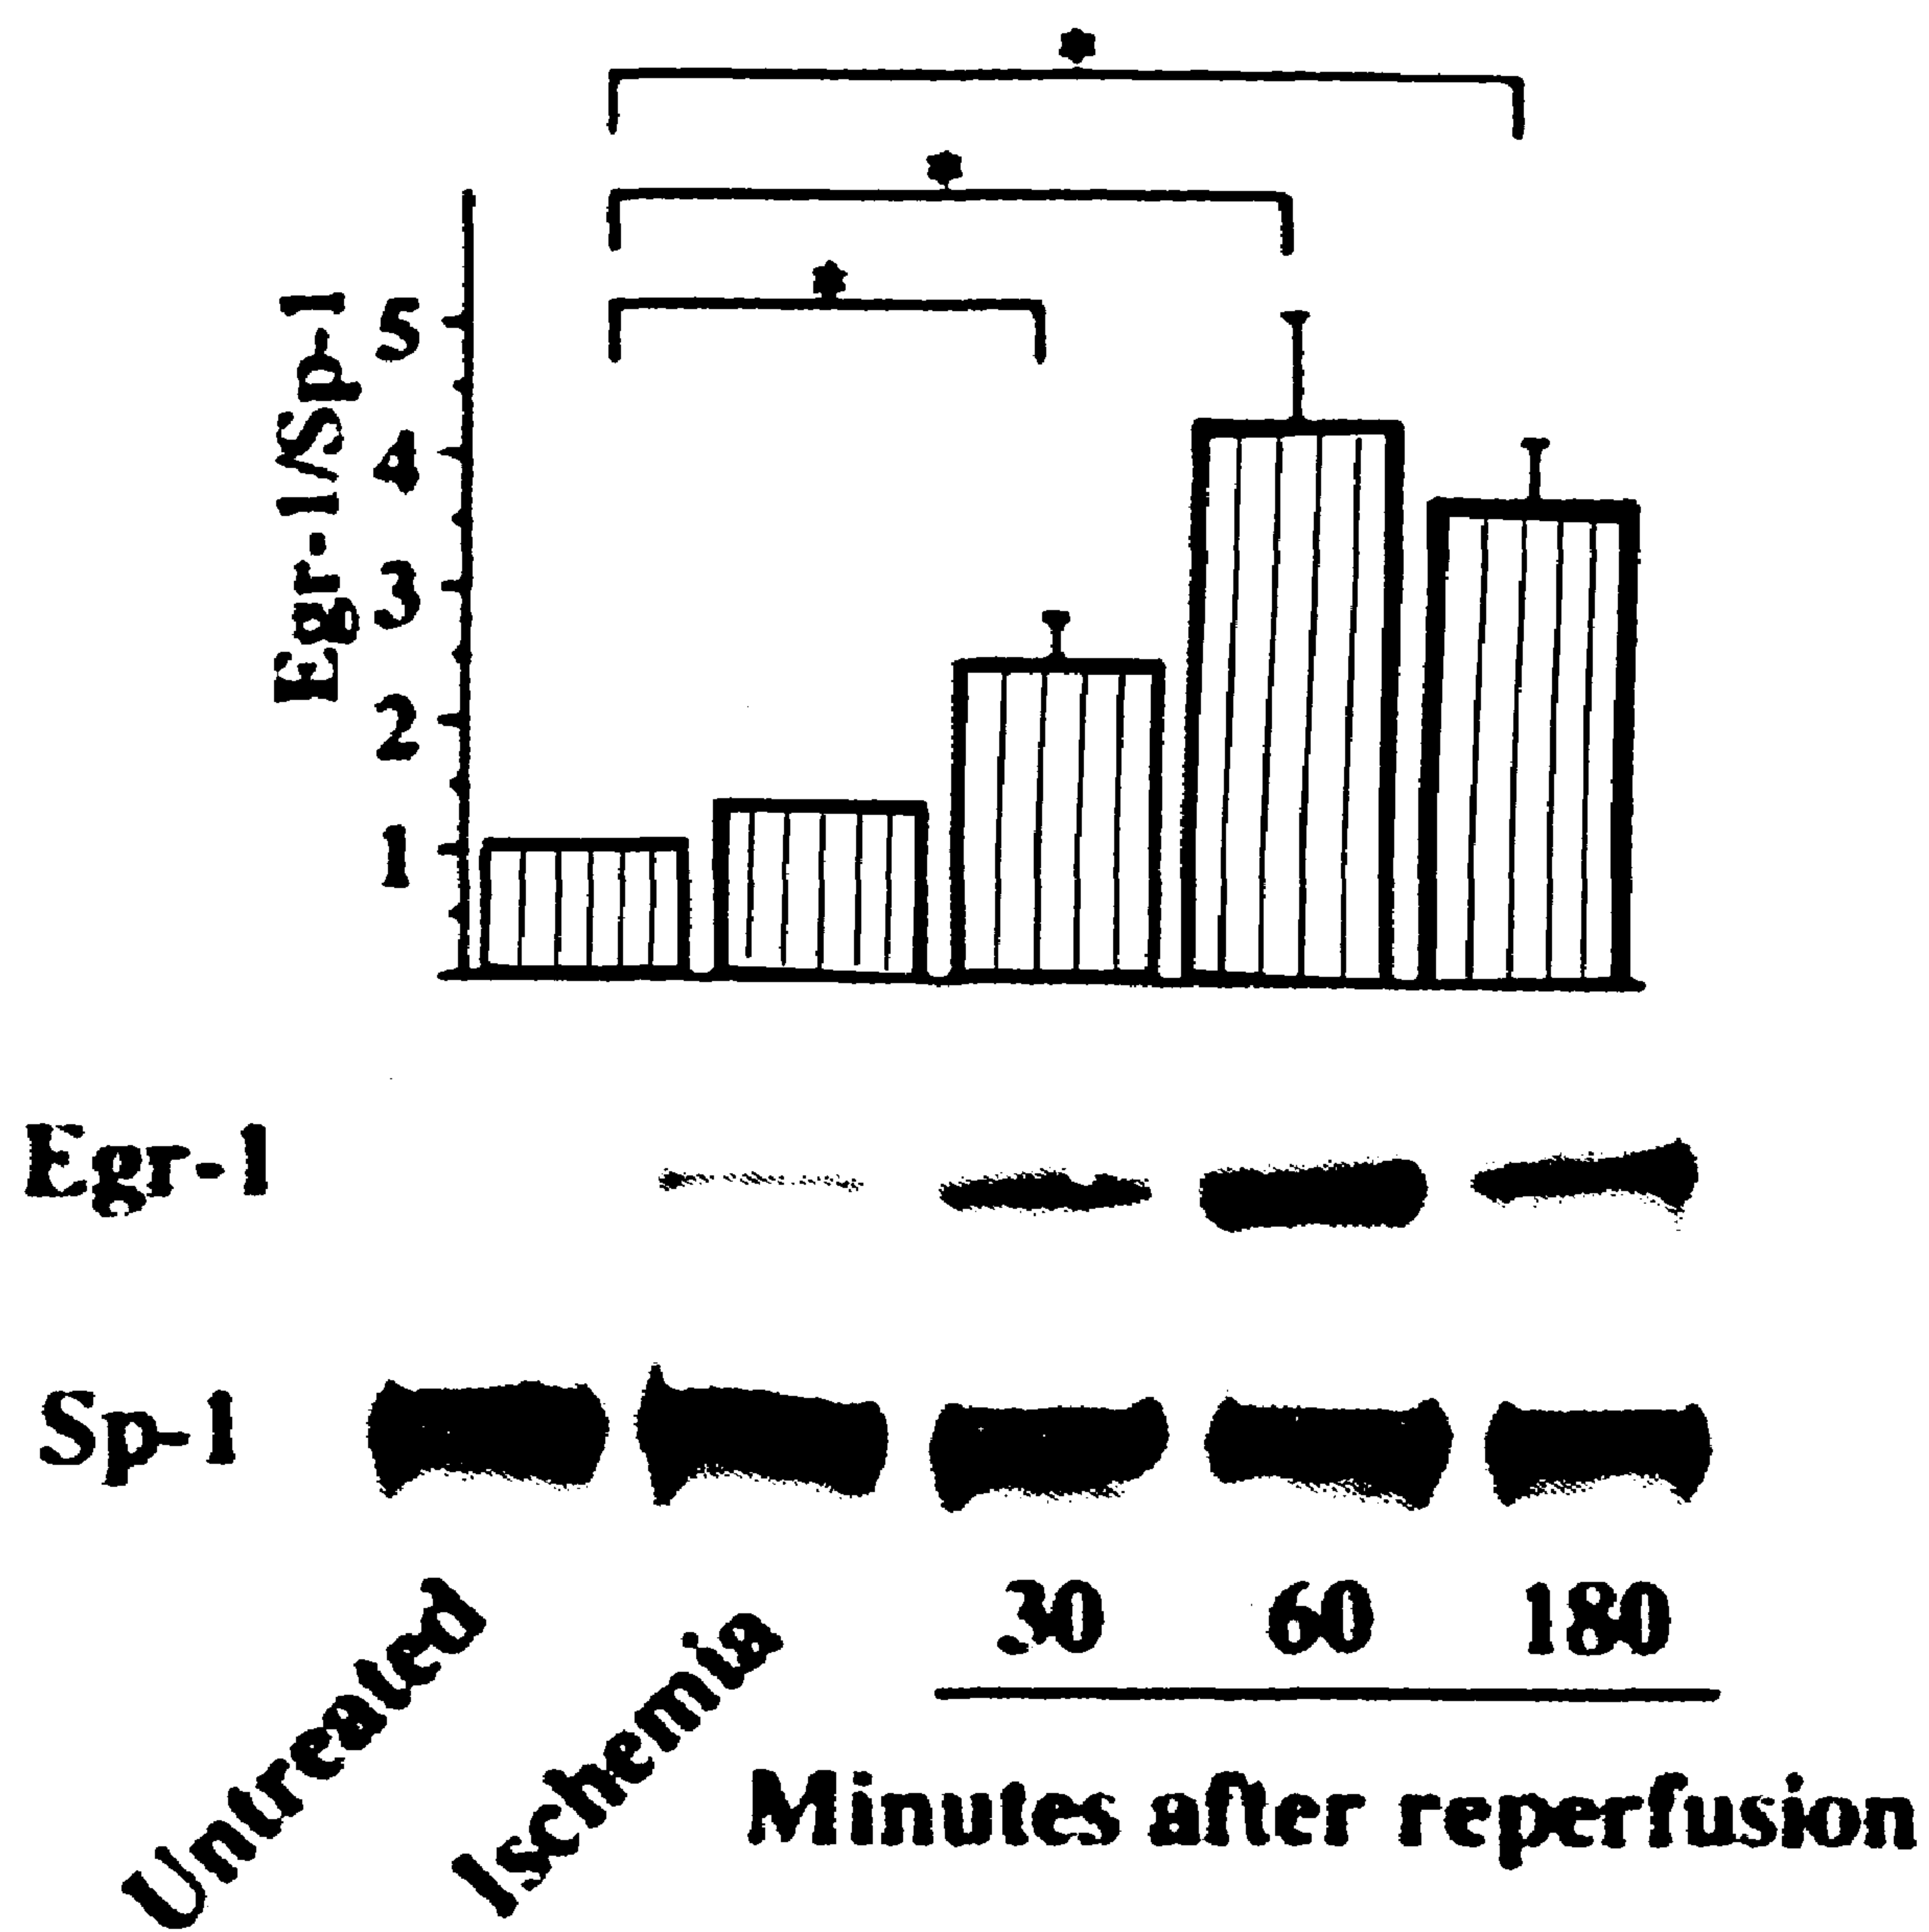 *
*
*
Egr-1/Sp-1
5
4
3
2
1
Egr-1
Sp-1
Unoperated
Ischemia
30 60 180
Minutes after reperfusion